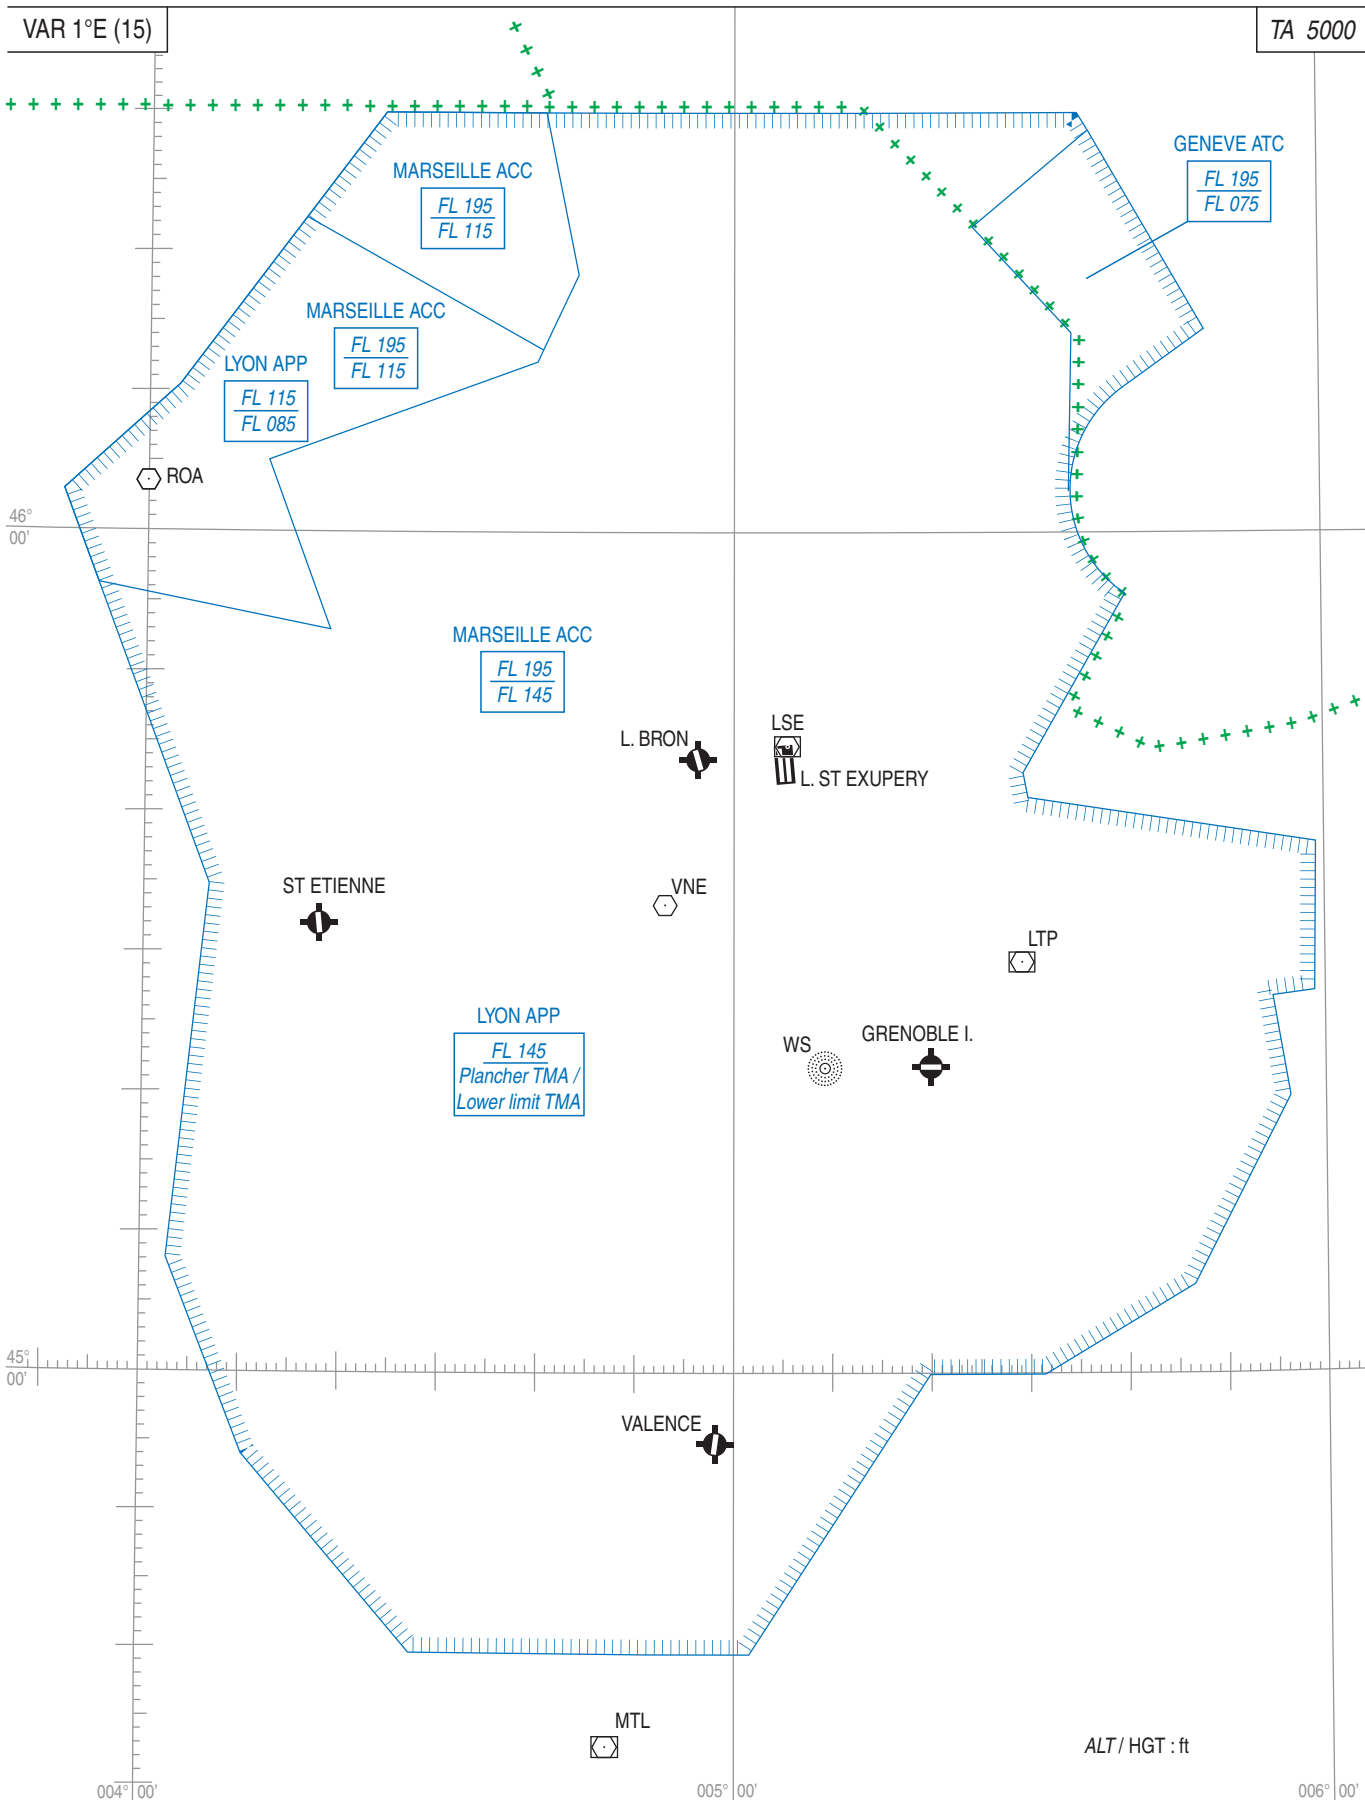 VAR 1°E (15)
TA 5000
GENEVE ATC
FL 195
FL 075
MARSEILLE ACC
FL 195
FL 115
MARSEILLE ACC
FL 195
FL 115
LYON APP
FL 115
FL 085
ROA
46°
00'
MARSEILLE ACC
FL 195
FL 145
LSE
L. BRON
L. ST EXUPERY
ST ETIENNE
VNE
LTP
LYON APP
FL 145
Plancher TMA /
Lower limit TMA
WS
GRENOBLE I.
45°
00'
VALENCE
MTL
ALT / HGT : ft
004° 00'
005° 00'
006° 00'